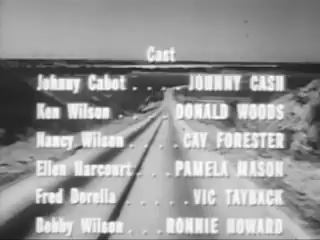 Cast
Johnny Cabot . . . . JOHNNY CASH
Ken Wilson . . . . DONALD WOODS
Nancy Wilson . . . . CAY FORESTER
Ellen Harcourt . . . . PAMELA MASON
Fred Dorella . . . . . VIC TAYBACK
Bobby Wilson . . . RONNIE HOWARD